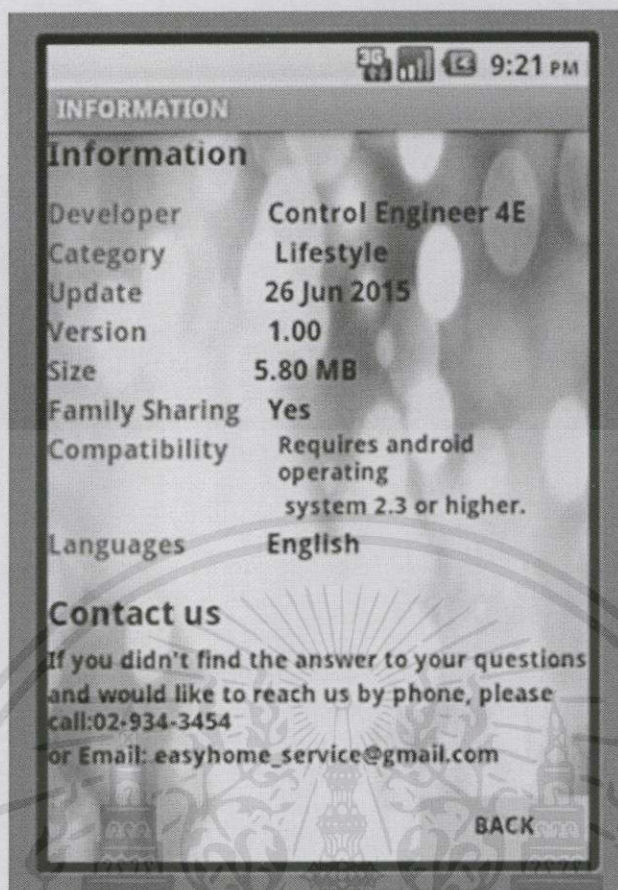 3G
9:21 PM
INFORMATION
Information
Developer Control Engineer 4E
Category Lifestyle
Update 26 Jun 2015
Version 1.00
Size 5.80 MB
Family Sharing Yes
Compatibility Requires android
operating
system 2.3 or higher.
Languages English
Contact us
If you didn't find the answer to your questions
and would like to reach us by phone, please
call:02-934-3454
or Email: easyhome_service@gmail.com
BACK